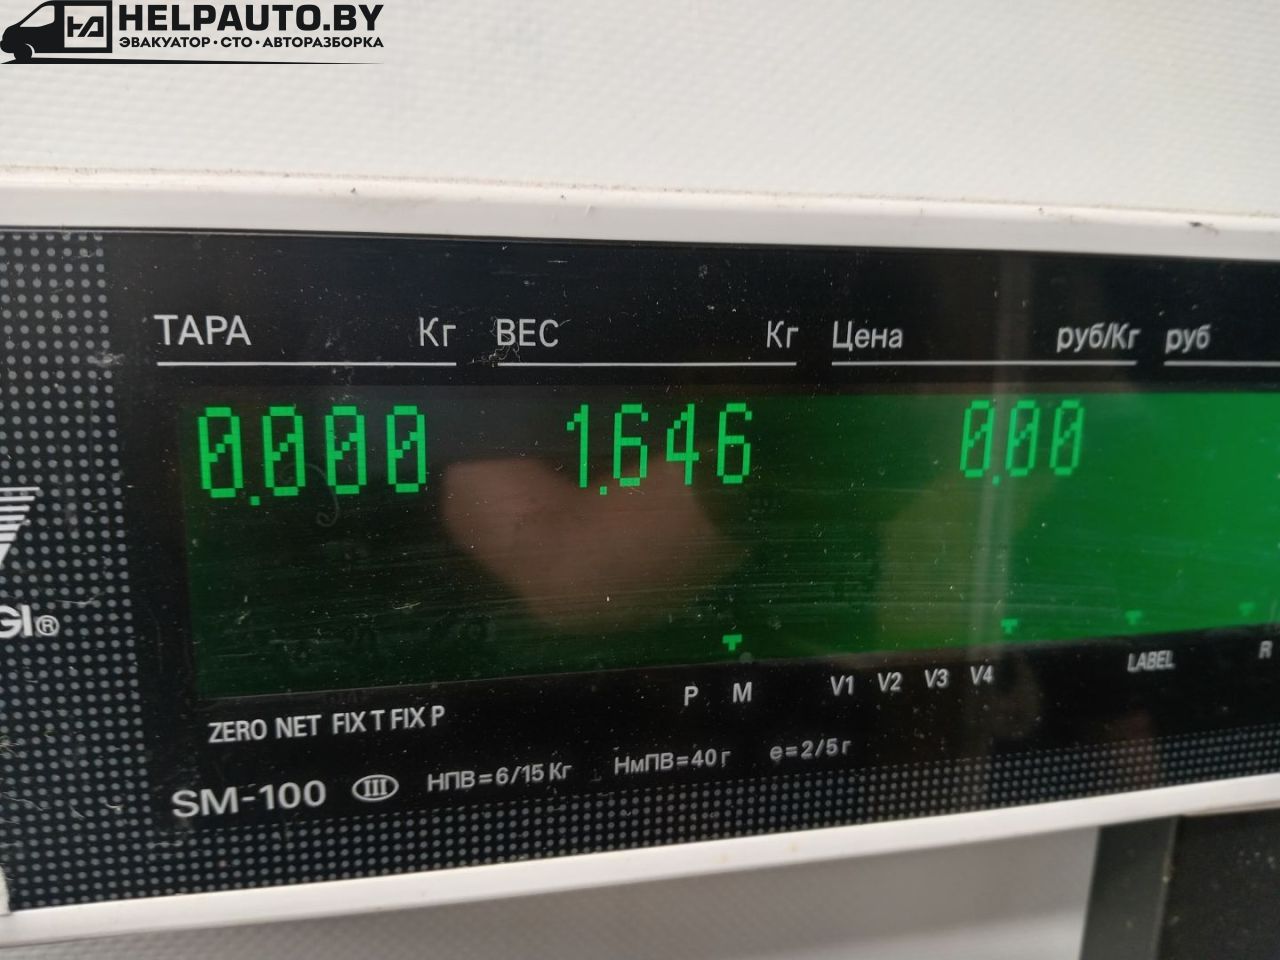 HELPAUTO.BY
ЭВАКУАТОР·СТО·АВТОРАЗБОРКА
ТАРА Кг ВЕС Кг Цена руб/Кг руб
0.000 1.646 0.00
GI®
P M V1 V2 V3 V4 LABEL R
ZERO NET FIX T FIX P
SM-100 III НПВ=6/15 Кг НмПВ=40 г e=2/5 г